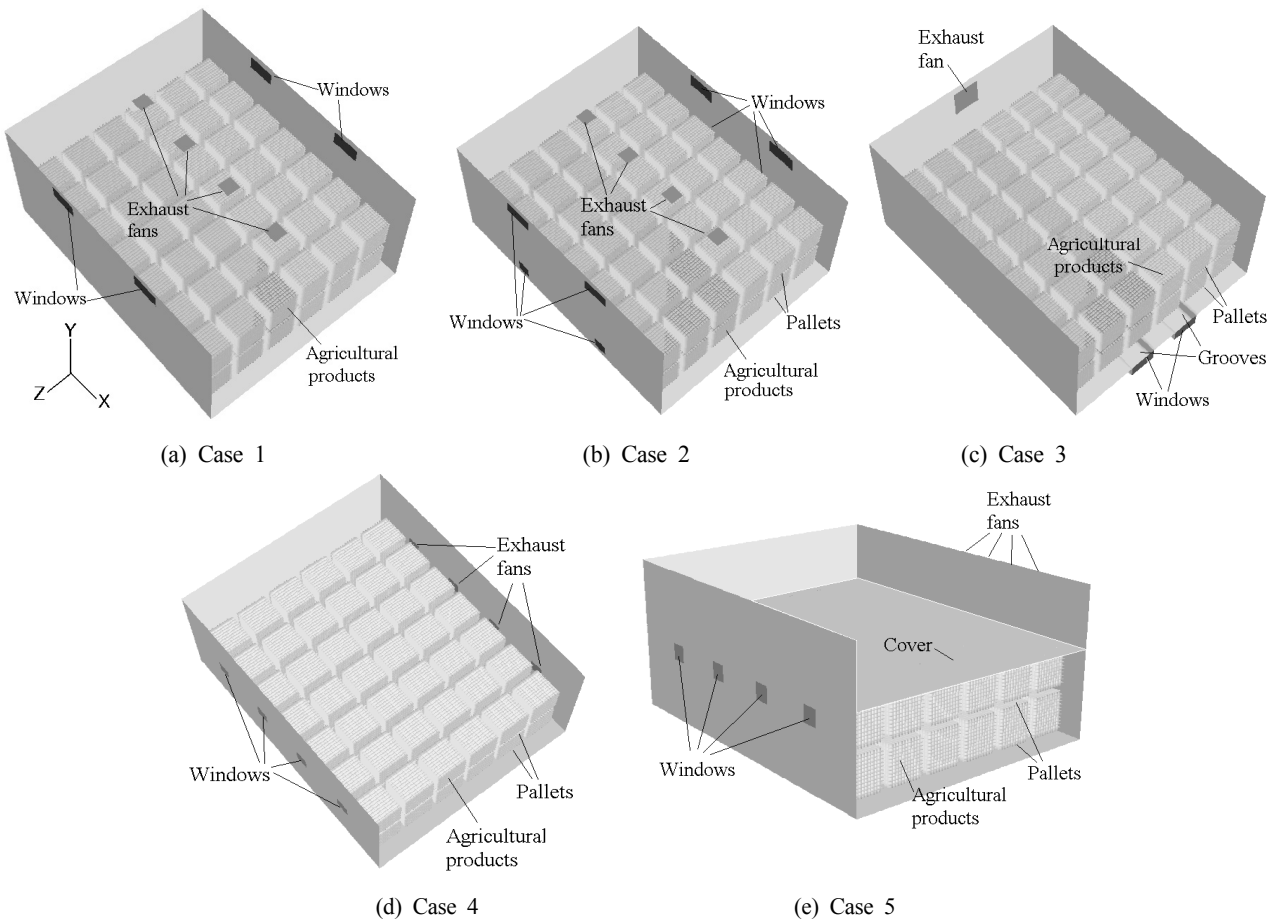 Windows
Exhaust
fans
Windows
Agricultural
products
Y
Z
X
(a) Case 1
Windows
Exhaust
fans
Windows
Pallets
Agricultural
products
(b) Case 2
Exhaust
fan
Agricultural
products
Pallets
Grooves
Windows
(c) Case 3
Exhaust
fans
Windows
Pallets
Agricultural
products
(d) Case 4
Exhaust
fans
Cover
Windows
Pallets
Agricultural
products
(e) Case 5